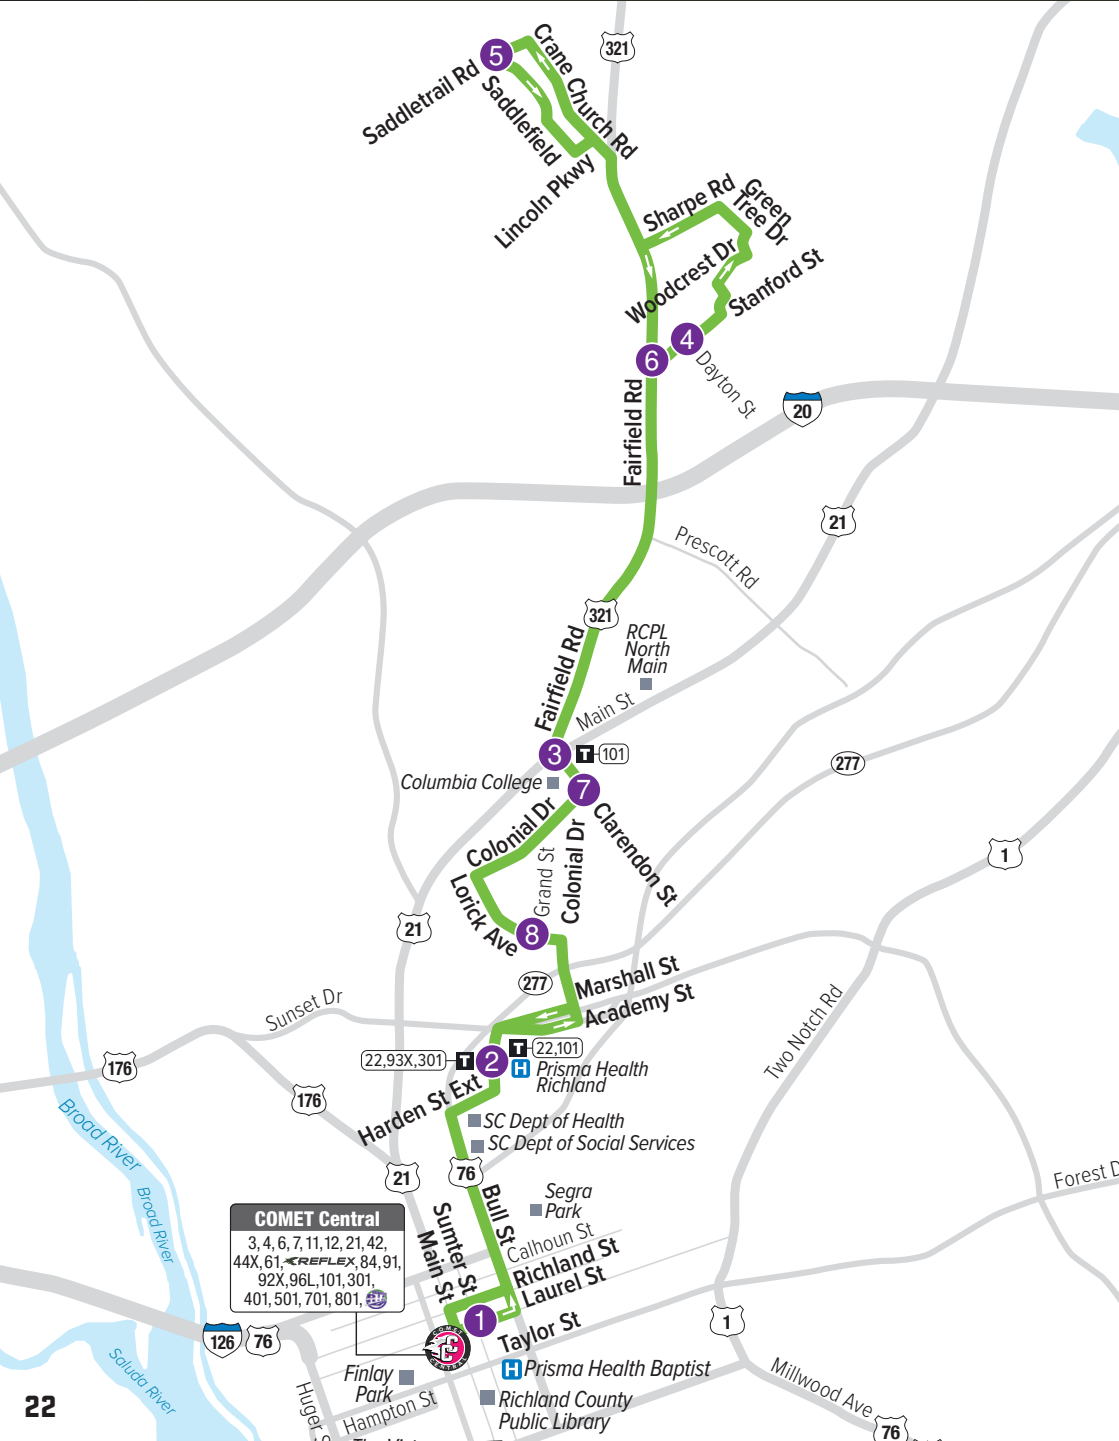 321
5
Crane Church Rd
Saddletrail Rd
Saddlefield
Lincoln Pkwy
Sharpe Rd
Green
Tree Dr
Woodcrest Dr
Stanford St
4
6
Dayton St
20
Fairfield Rd
21
Prescott Rd
321
RCPL
North
Main
Fairfield Rd
Main St
3
T
101
277
Columbia College
7
Colonial Dr
Clarendon St
Grand St
Colonial Dr
1
Lorick Ave
8
21
277
Marshall St
Academy St
Sunset Dr
Two Notch Rd
T
22,101
22,93X,301
T
2
H
Prisma Health
Richland
176
176
Harden St Ext
SC Dept of Health
SC Dept of Social Services
Broad River
Broad River
21
76
Forest D
Segra
Park
Bull St
Sumter St
Main St
Calhoun St
Richland St
Laurel St
COMET Central
3, 4, 6, 7, 11, 12, 21, 42,
44X, 61, REFLEX, 84, 91,
92X, 96L, 101, 301,
401, 501, 701, 801,
1
Taylor St
1
COMET
CENTRAL
126
76
Saluda River
H Prisma Health Baptist
Finlay
Park
Millwood Ave
22
Huger S
Hampton St
Richland County
Public Library
76